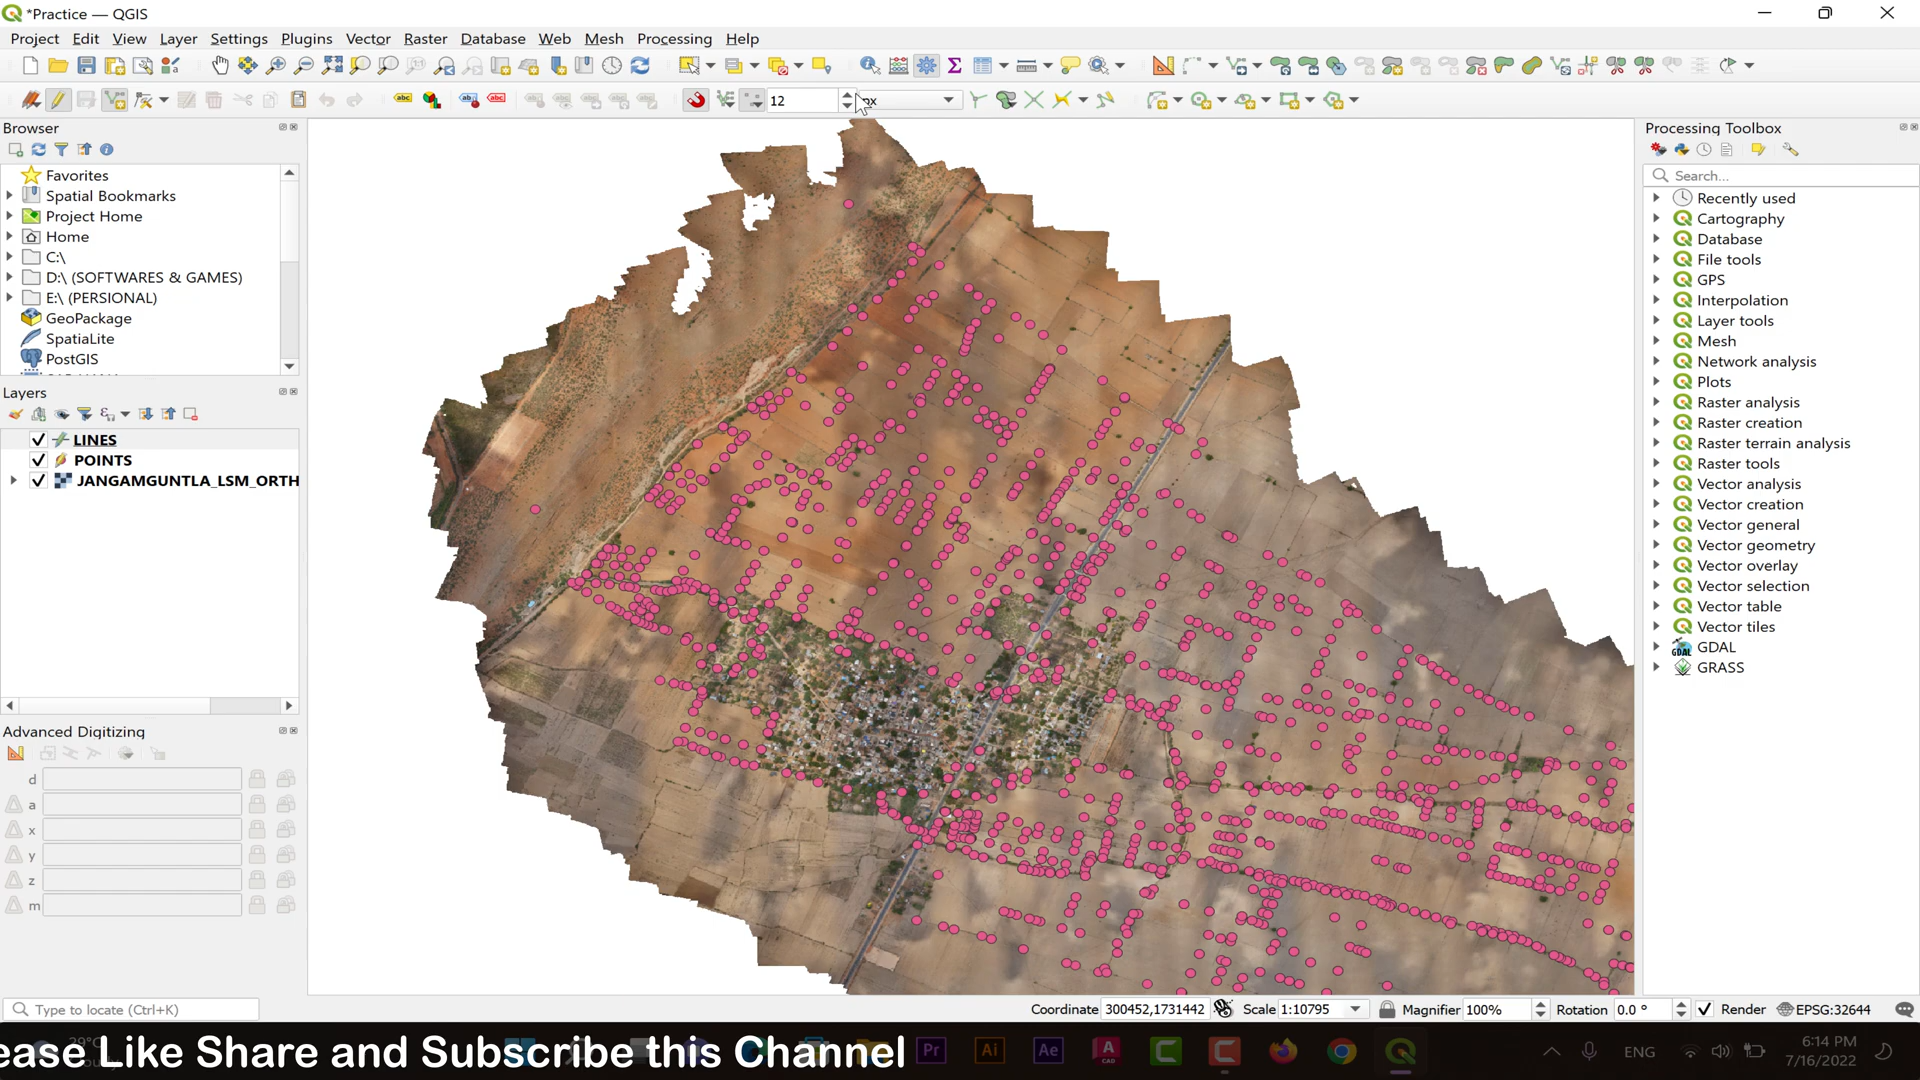 *Practice — QGIS
Project Edit View Layer Settings Plugins Vector Raster Database Web Mesh Processing Help
12
px
Browser
Favorites
Spatial Bookmarks
Project Home
Home
C:\
D:\ (SOFTWARES & GAMES)
E:\ (PERSIONAL)
GeoPackage
SpatiaLite
PostGIS
Layers
LINES
POINTS
JANGAMGUNTLA_LSM_ORTH
Advanced Digitizing
d
a
x
y
z
m
Processing Toolbox
Search...
Recently used
Cartography
Database
File tools
GPS
Interpolation
Layer tools
Mesh
Network analysis
Plots
Raster analysis
Raster creation
Raster terrain analysis
Raster tools
Vector analysis
Vector creation
Vector general
Vector geometry
Vector overlay
Vector selection
Vector table
Vector tiles
GDAL
GRASS
Type to locate (Ctrl+K)
Coordinate 300452,1731442 Scale 1:10795 Magnifier 100% Rotation 0.0 ° Render EPSG:32644
ease Like Share and Subscribe this Channel
Pr Ai Ae
ENG
6:14 PM
7/16/2022